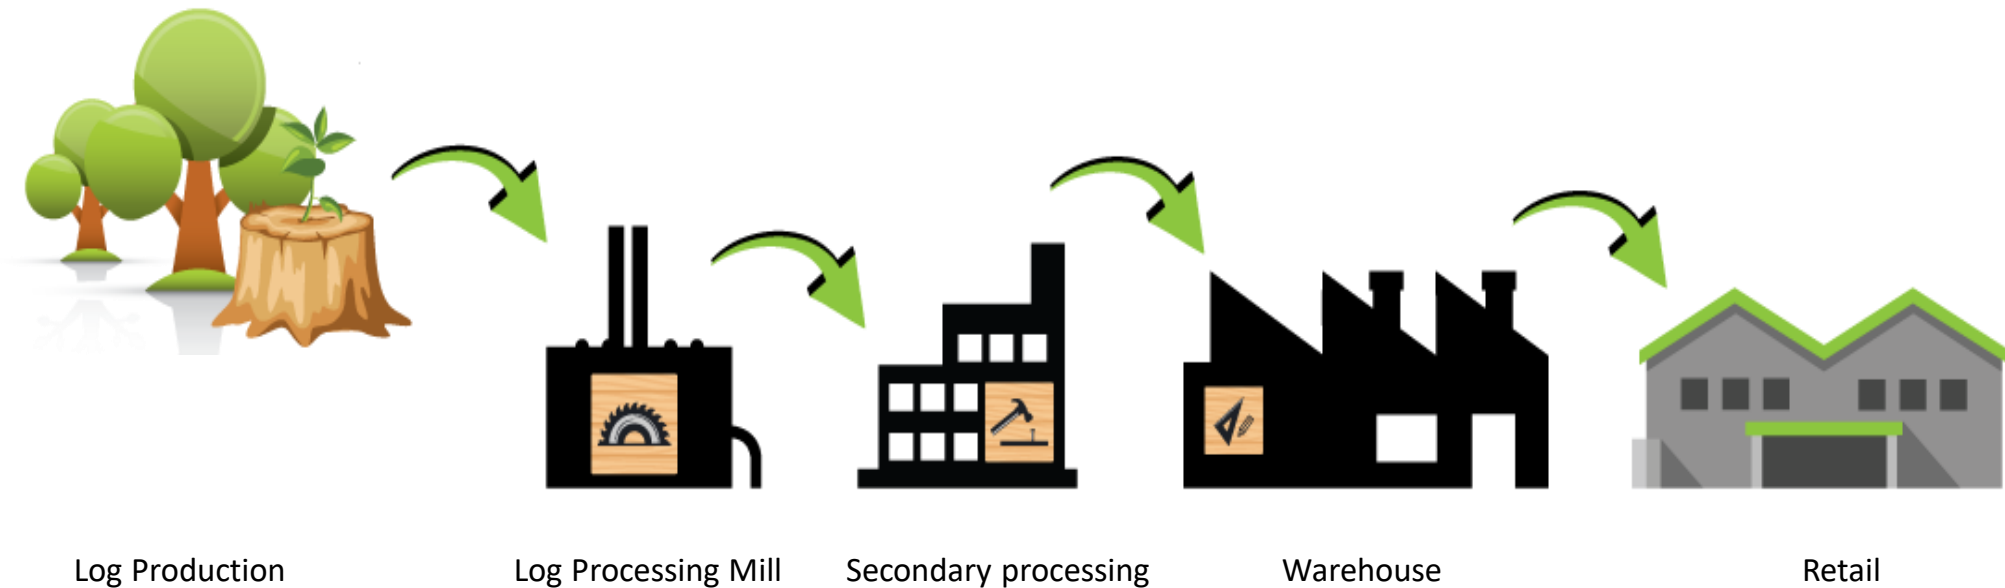 Log Production
Log Processing Mill
Secondary processing
Warehouse
Retail